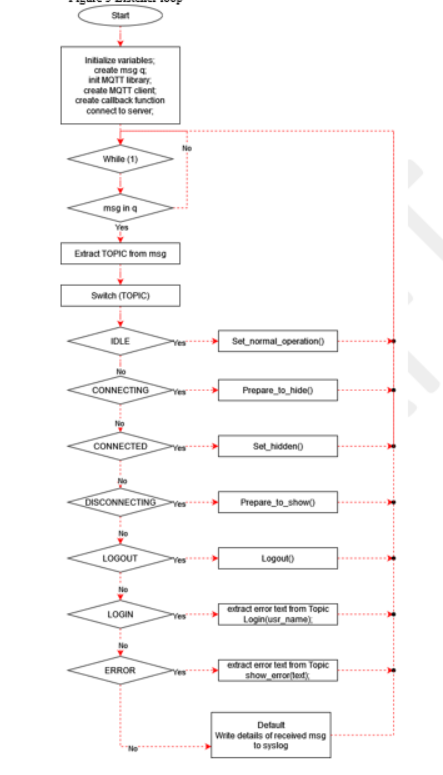 Figure 3 Listener loop
Start
Initialize variables;
create msg q;
init MQTT library;
create MQTT client;
create callback function
connect to server;
No
While (1)
msg in q
Yes
Extract TOPIC from msg
Switch (TOPIC)
IDLE
Yes
Set_normal_operation()
No
CONNECTING
Yes
Prepare_to_hide()
No
CONNECTED
Yes
Set_hidden()
No
DISCONNECTING
Yes
Prepare_to_show()
No
LOGOUT
Yes
Logout()
No
LOGIN
Yes
extract error text from Topic
Login(usr_name);
No
ERROR
Yes
extract error text from Topic
show_error(text);
No
Default
Write details of received msg
to syslog